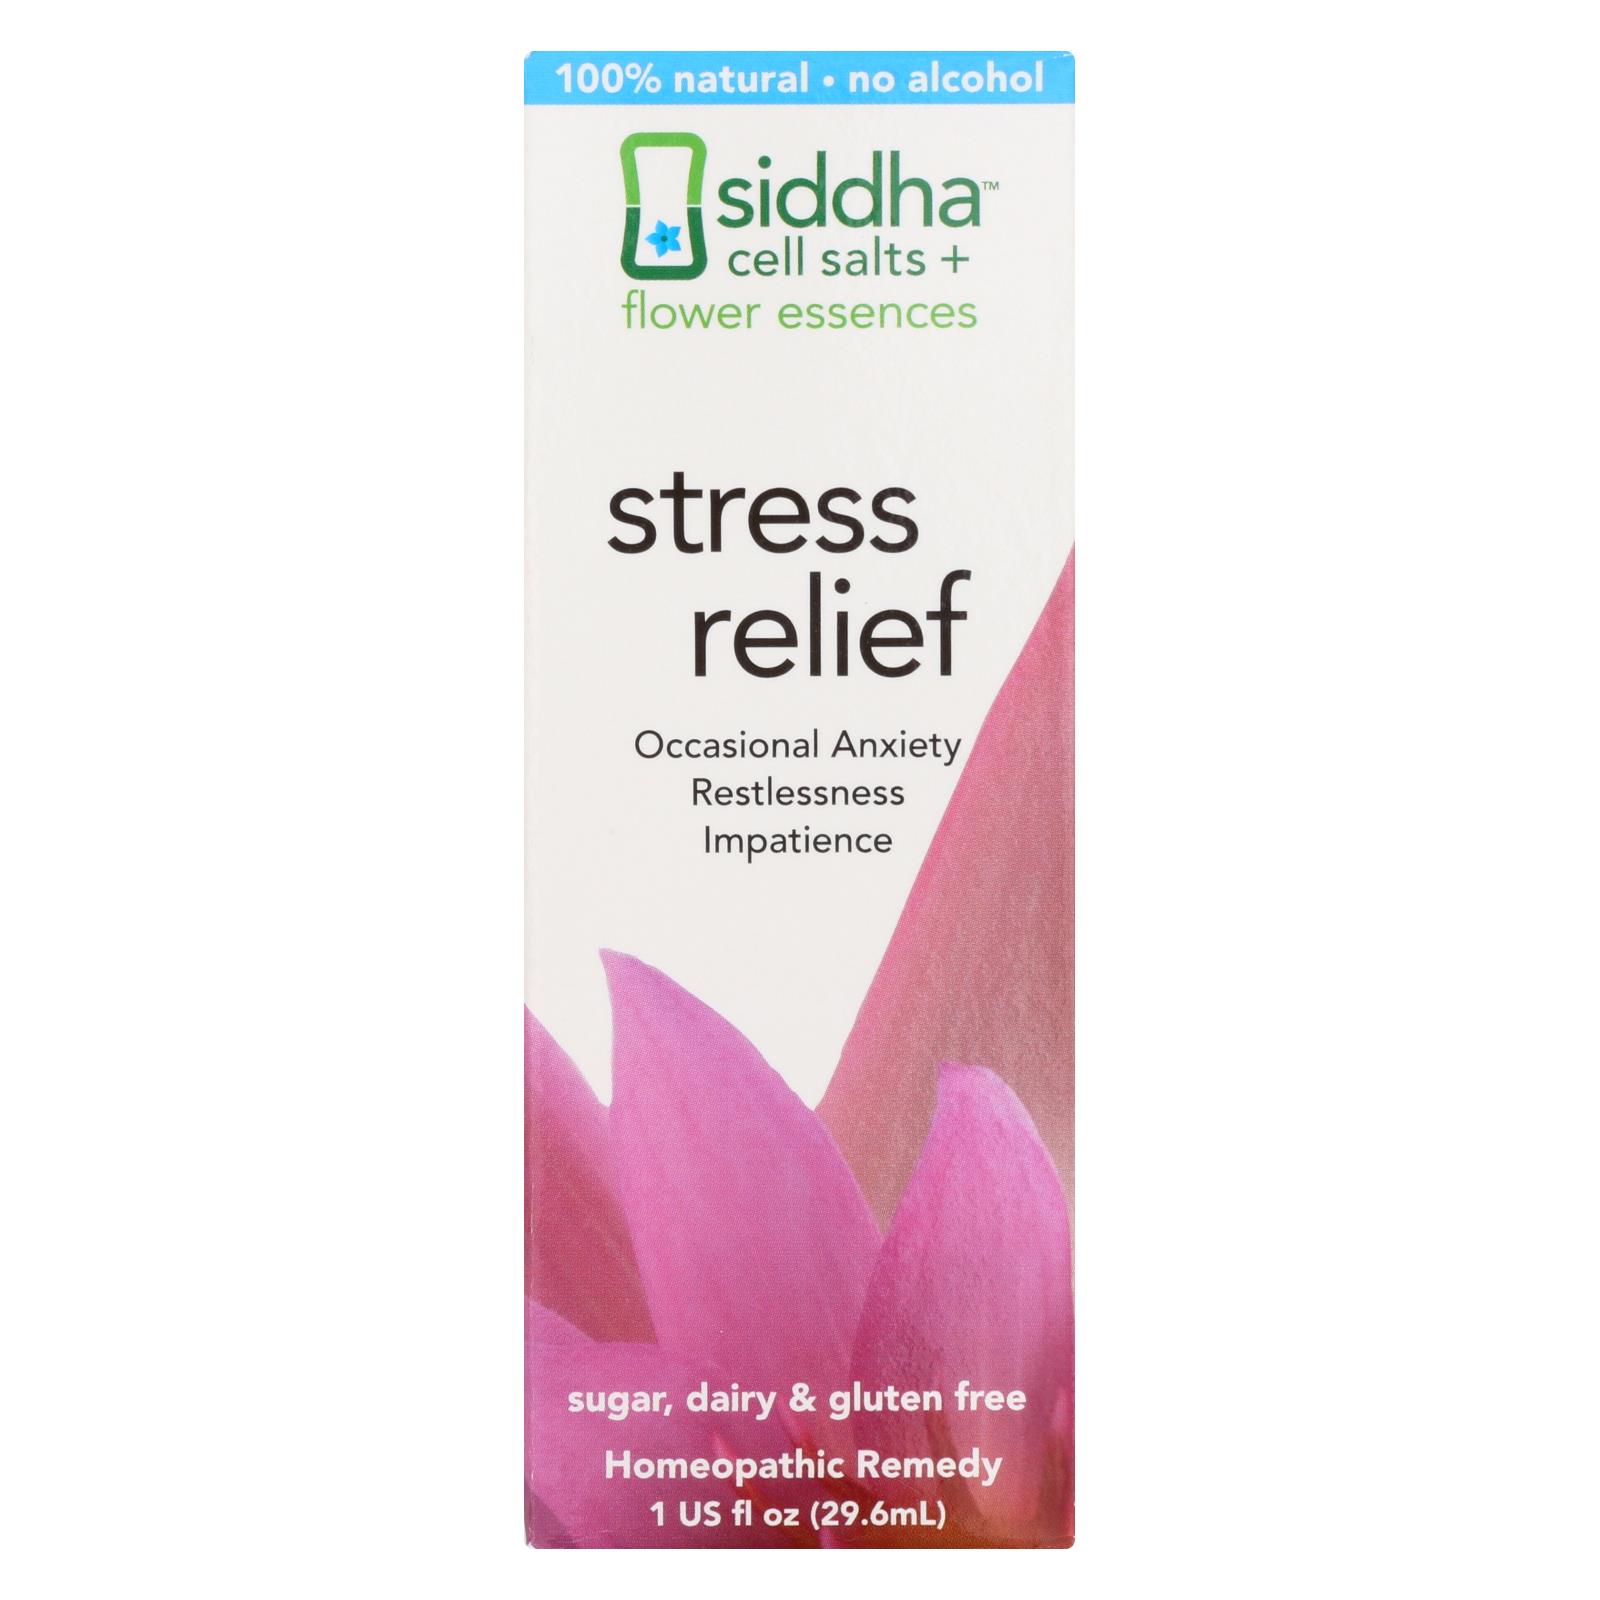 100% natural • no alcohol
siddha™
cell salts +
flower essences
stress
relief
Occasional Anxiety
Restlessness
Impatience
sugar, dairy & gluten free
Homeopathic Remedy
1 US fl oz (29.6mL)